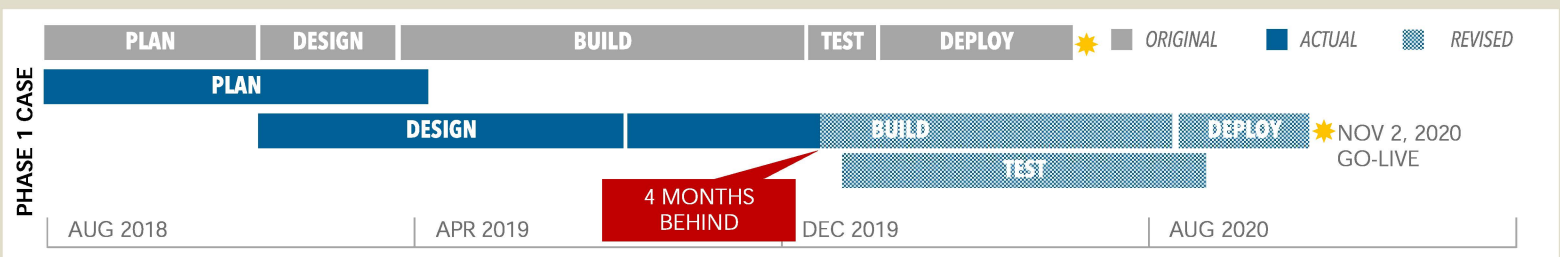 PLAN DESIGN BUILD TEST DEPLOY ORIGINAL ACTUAL REVISED
PHASE 1 CASE
PLAN
DESIGN BUILD DEPLOY NOV 2, 2020
GO-LIVE
TEST
4 MONTHS
BEHIND
AUG 2018 APR 2019 DEC 2019 AUG 2020